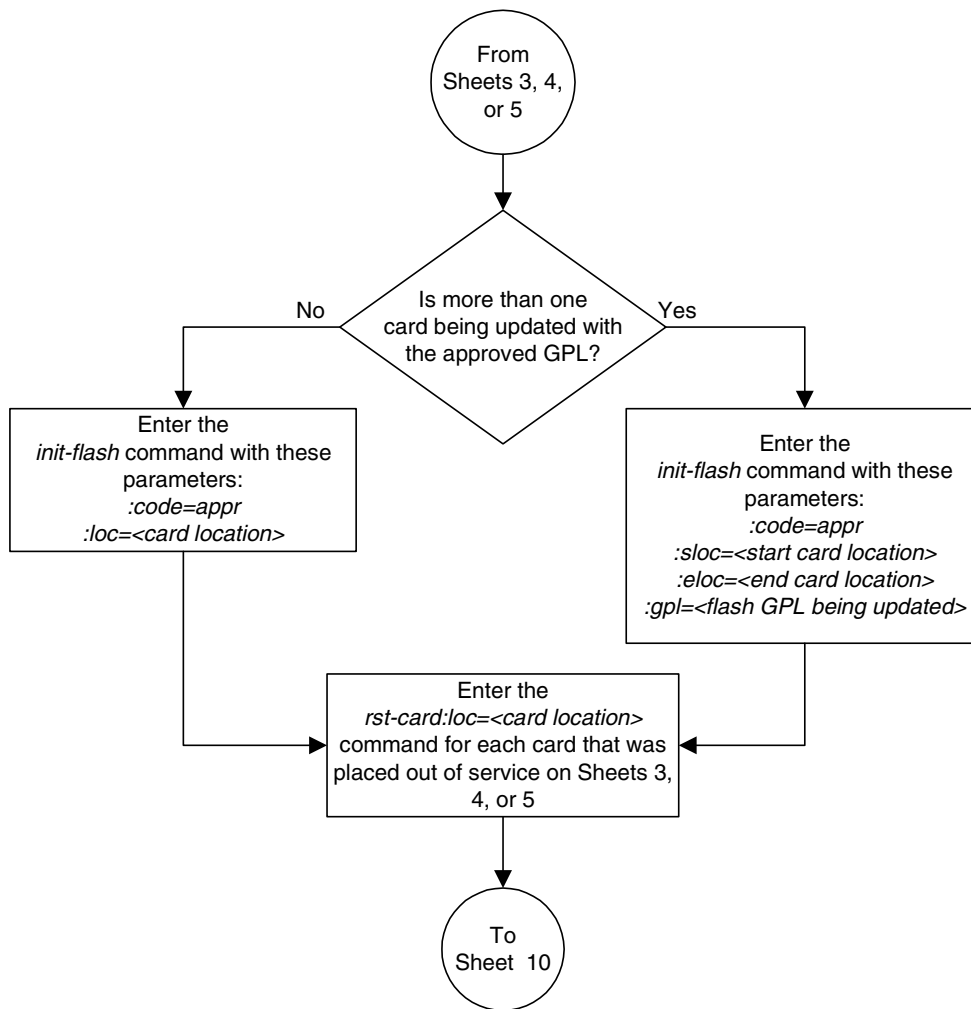 From
Sheets 3, 4,
or 5
Is more than one
card being updated with
the approved GPL?
No
Yes
Enter the
init-flash command with these
parameters:
:code=appr
:loc=<card location>
Enter the
init-flash command with these
parameters:
:code=appr
:sloc=<start card location>
:eloc=<end card location>
:gpl=<flash GPL being updated>
Enter the
rst-card:loc=<card location>
command for each card that was
placed out of service on Sheets 3,
4, or 5
To
Sheet 10